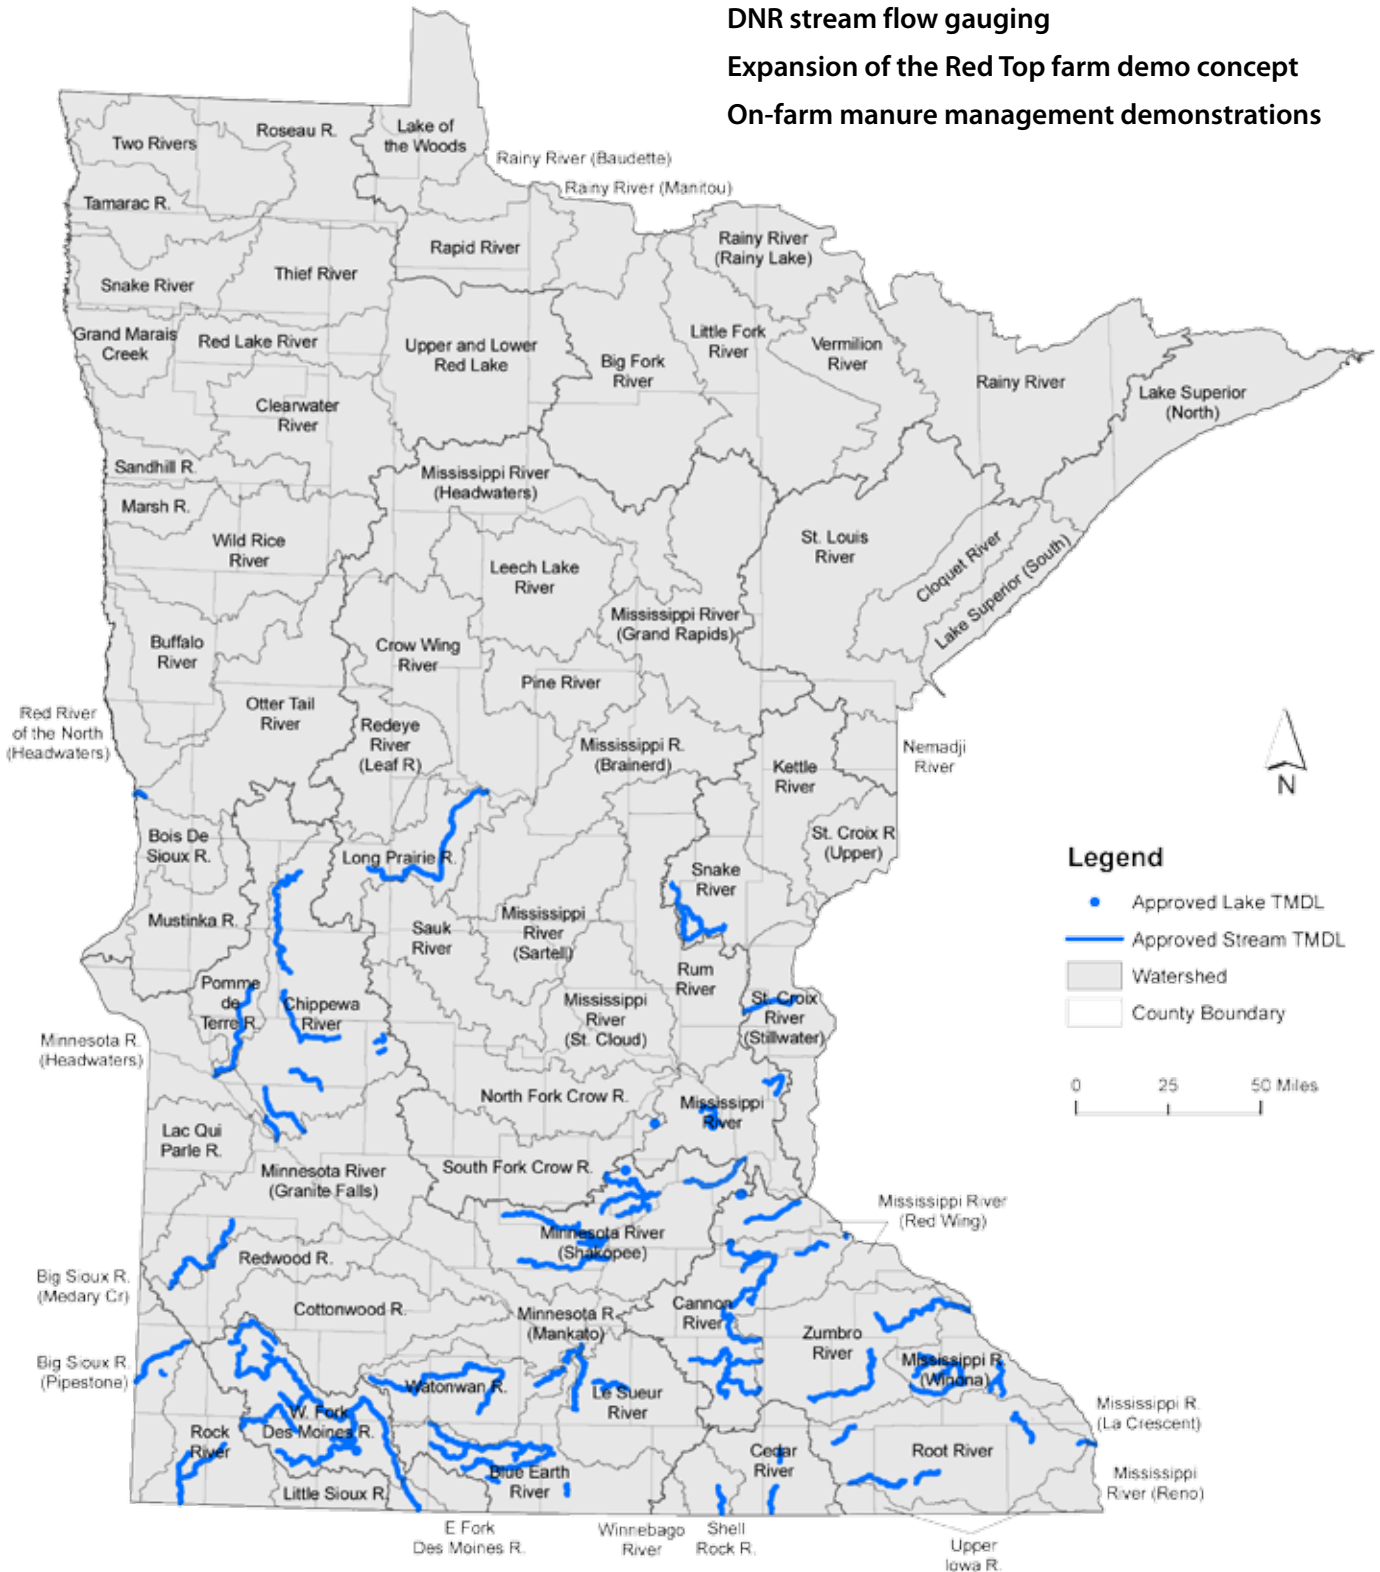 DNR stream flow gauging
Expansion of the Red Top farm demo concept
On-farm manure management demonstrations
Two Rivers
Roseau R.
Lake of
the Woods
Rainy River (Baudette)
Rainy River (Manitou)
Tamarac R.
Rapid River
Rainy River
(Rainy Lake)
Snake River
Thief River
Grand Marais
Creek
Red Lake River
Upper and Lower
Red Lake
Big Fork
River
Little Fork
River
Vermilion
River
Rainy River
Lake Superior
(North)
Clearwater
River
Sandhill R.
Mississippi River
(Headwaters)
Marsh R.
Wild Rice
River
Leech Lake
River
St. Louis
River
Cloquet River
Lake Superior (South)
Mississippi River
(Grand Rapids)
Buffalo
River
Crow Wing
River
Pine River
Red River
of the North
(Headwaters)
Otter Tail
River
Redeye
River
(Leaf R)
Mississippi R.
(Brainerd)
Kettle
River
Nemadji
River
N
Bois De
Sioux R.
Long Prairie R.
St. Croix R
(Upper)
Snake
River
Mustinka R.
Sauk
River
Mississippi
River
(Sartell)
Rum
River
Pomme
de
Terre R.
Chippewa
River
Mississippi
River
(St. Cloud)
St. Croix
River
(Stillwater)
Minnesota R.
(Headwaters)
Legend
Approved Lake TMDL
Approved Stream TMDL
Watershed
County Boundary
0 25 50 Miles
North Fork Crow R.
Mississippi
River
Lac Qui
Parle R.
Minnesota River
(Granite Falls)
South Fork Crow R.
Mississippi River
(Red Wing)
Minnesota River
(Shakopee)
Redwood R.
Big Sioux R.
(Medary Cr)
Cottonwood R.
Minnesota R.
(Mankato)
Cannon
River
Zumbro
River
Big Sioux R.
(Pipestone)
Watonwan R.
Le Sueur
River
Mississippi R.
(Winona)
Mississippi R.
(La Crescent)
Rock
River
W. Fork
Des Moines R.
Cedar
River
Root River
Blue Earth
River
Little Sioux R.
Mississippi
River (Reno)
E Fork
Des Moines R.
Winnebago
River
Shell
Rock R.
Upper
Iowa R.